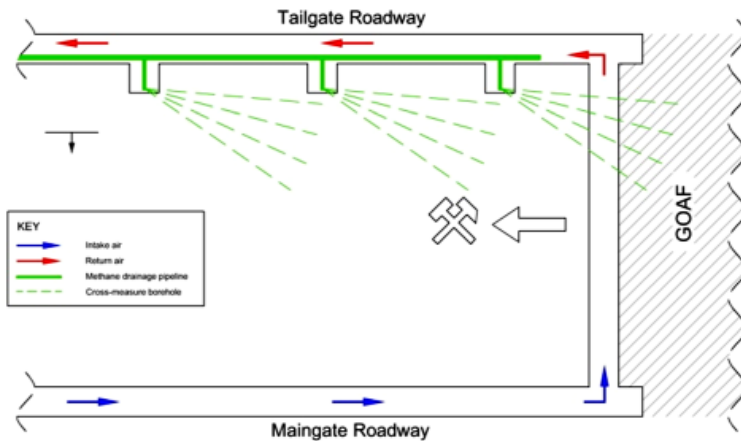 Tailgate Roadway
GOAF
KEY
Intake air
Return air
Methane drainage pipeline
Cross-measure borehole
Maingate Roadway